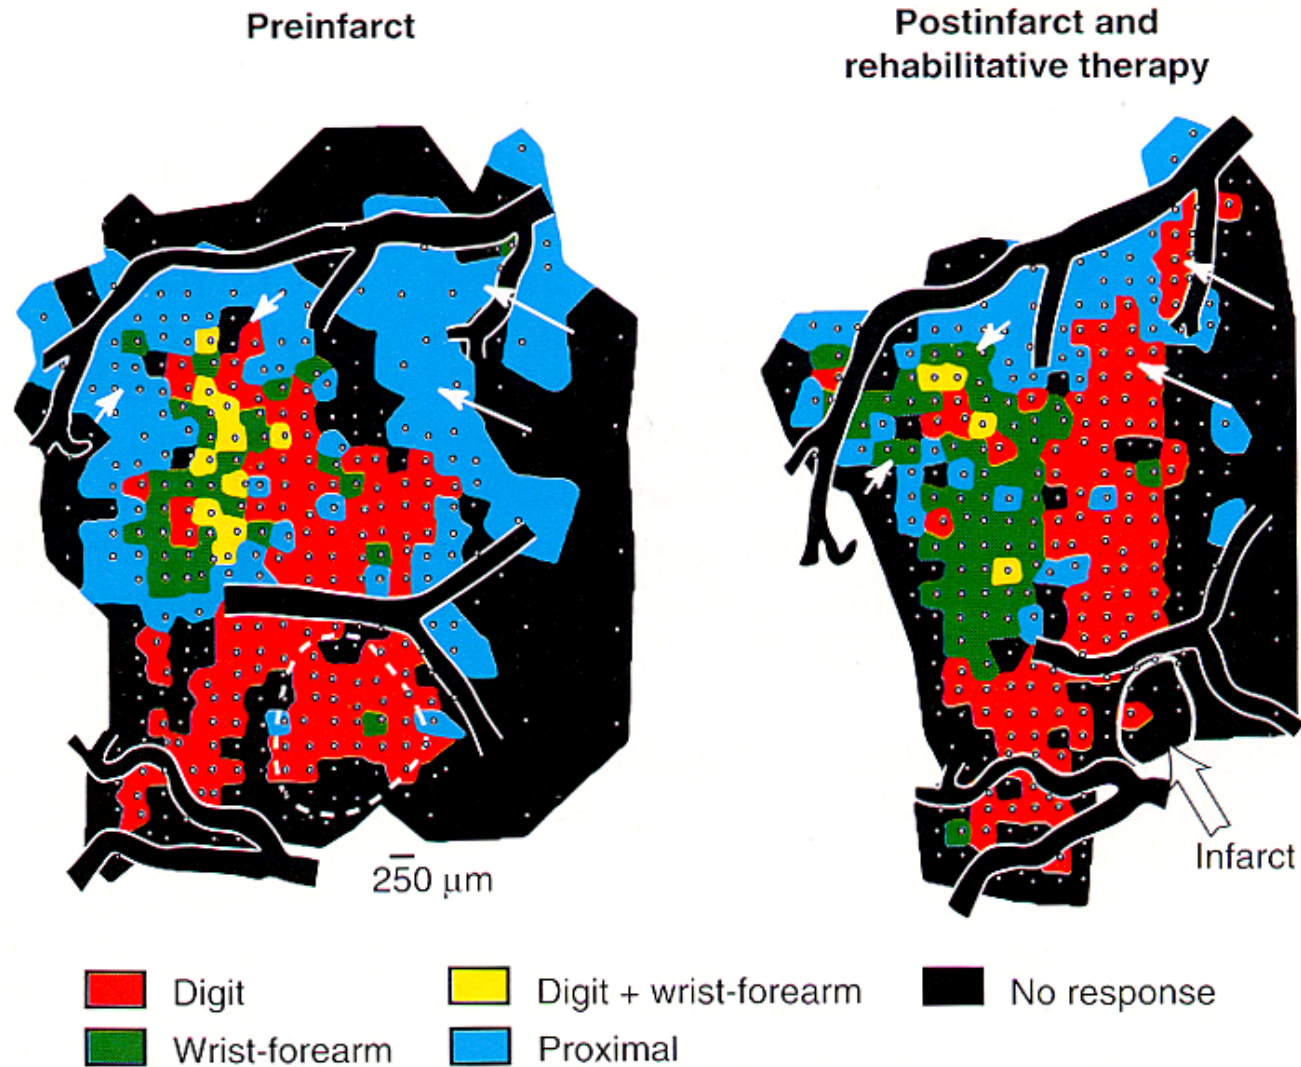 Preinfarct
Postinfarct and
rehabilitative therapy
250 μm
Infarct
Digit
Digit + wrist-forearm
No response
Wrist-forearm
Proximal